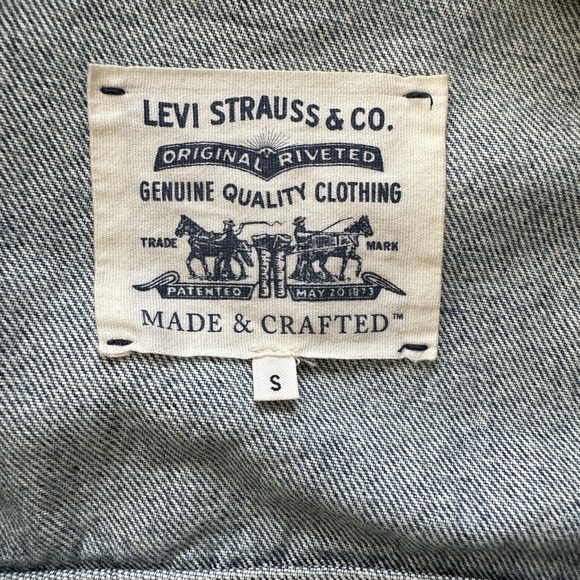 LEVI STRAUSS & CO.
ORIGINAL RIVETED
GENUINE QUALITY CLOTHING
TRADE MARK
PATENTED MAY 20 1873
MADE & CRAFTED™
S